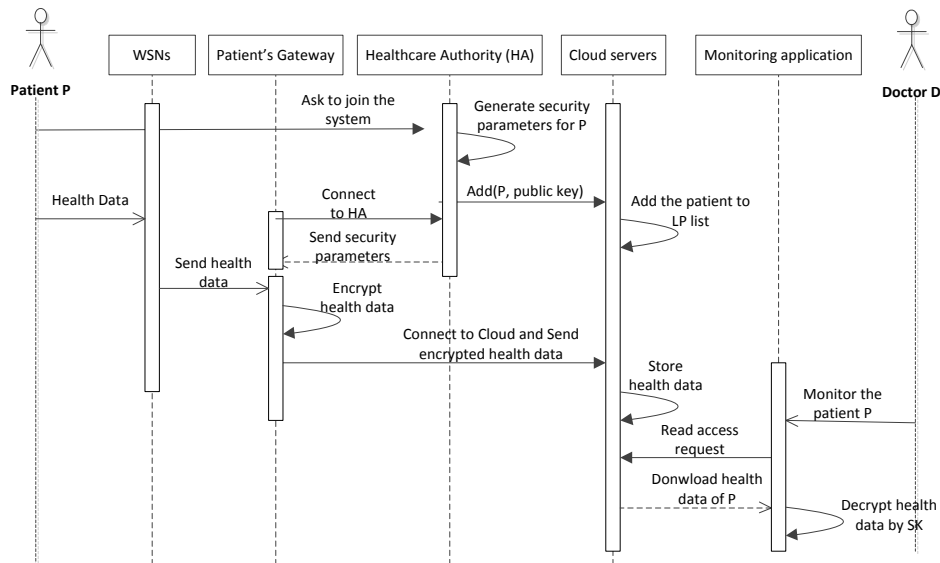 WSNs
Patient's Gateway
Healthcare Authority (HA)
Cloud servers
Monitoring application
Patient P
Doctor D
Ask to join the
system
Generate security
parameters for P
Health Data
Connect
to HA
Add(P, public key)
Add the patient to
LP list
Send security
parameters
Send health
data
Encrypt
health data
Connect to Cloud and Send
encrypted health data
Store
health data
Monitor the
patient P
Read access
request
Donwload health
data of P
Decrypt health
data by SK